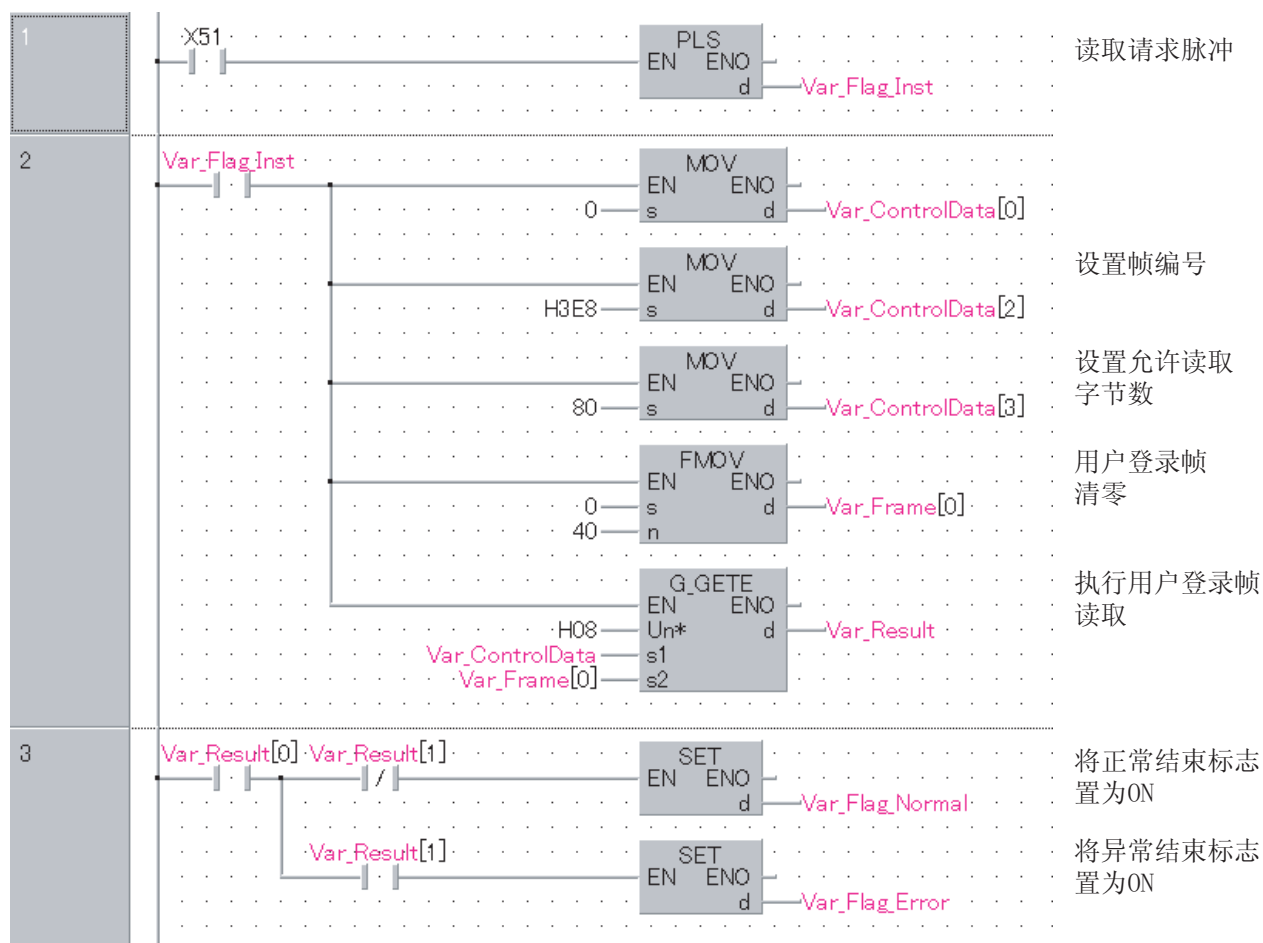 1
X51
PLS
EN ENO
d
Var_Flag_Inst
读取请求脉冲
2
Var_Flag_Inst
MOV
EN ENO
0 s d Var_ControlData[0]
MOV
EN ENO
H3E8 s d Var_ControlData[2]
设置帧编号
MOV
EN ENO
80 s d Var_ControlData[3]
设置允许读取
字节数
FMOV
EN ENO
0 s d Var_Frame[0]
40 n
用户登录帧
清零
G_GETE
EN ENO
H08 Un* d Var_Result
Var_ControlData s1
Var_Frame[0] s2
执行用户登录帧
读取
3
Var_Result[0] Var_Result[1]
SET
EN ENO
d Var_Flag_Normal
将正常结束标志
置为ON
Var_Result[1]
SET
EN ENO
d Var_Flag_Error
将异常结束标志
置为ON